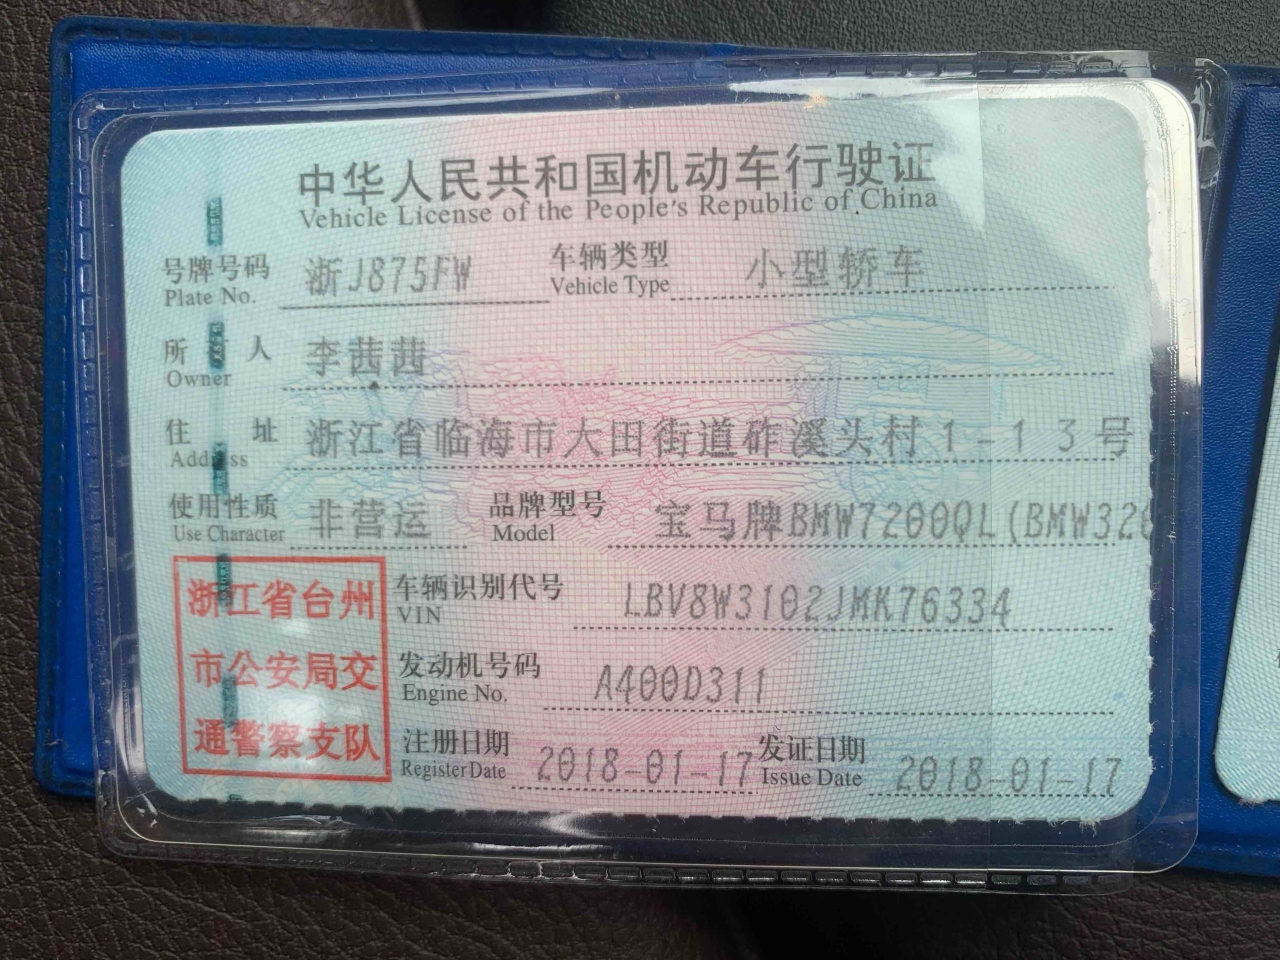 中华人民共和国机动车行驶证
Vehicle License of the People's Republic of China
号牌号码 浙J875FW 车辆类型 小型轿车
Plate No. Vehicle Type
所 人 李茜茜
Owner
住 址 浙江省临海市大田街道砟溪头村1-13号
Address
使用性质 非营运 品牌型号 宝马牌BMW7200QL(BMW320
Use Character Model
浙江省台州
市公安局交
通警察支队
车辆识别代号 LBV8W3102JMK76334
VIN
发动机号码 A400D311
Engine No.
注册日期 2018-01-17 发证日期 2018-01-17
Register Date Issue Date